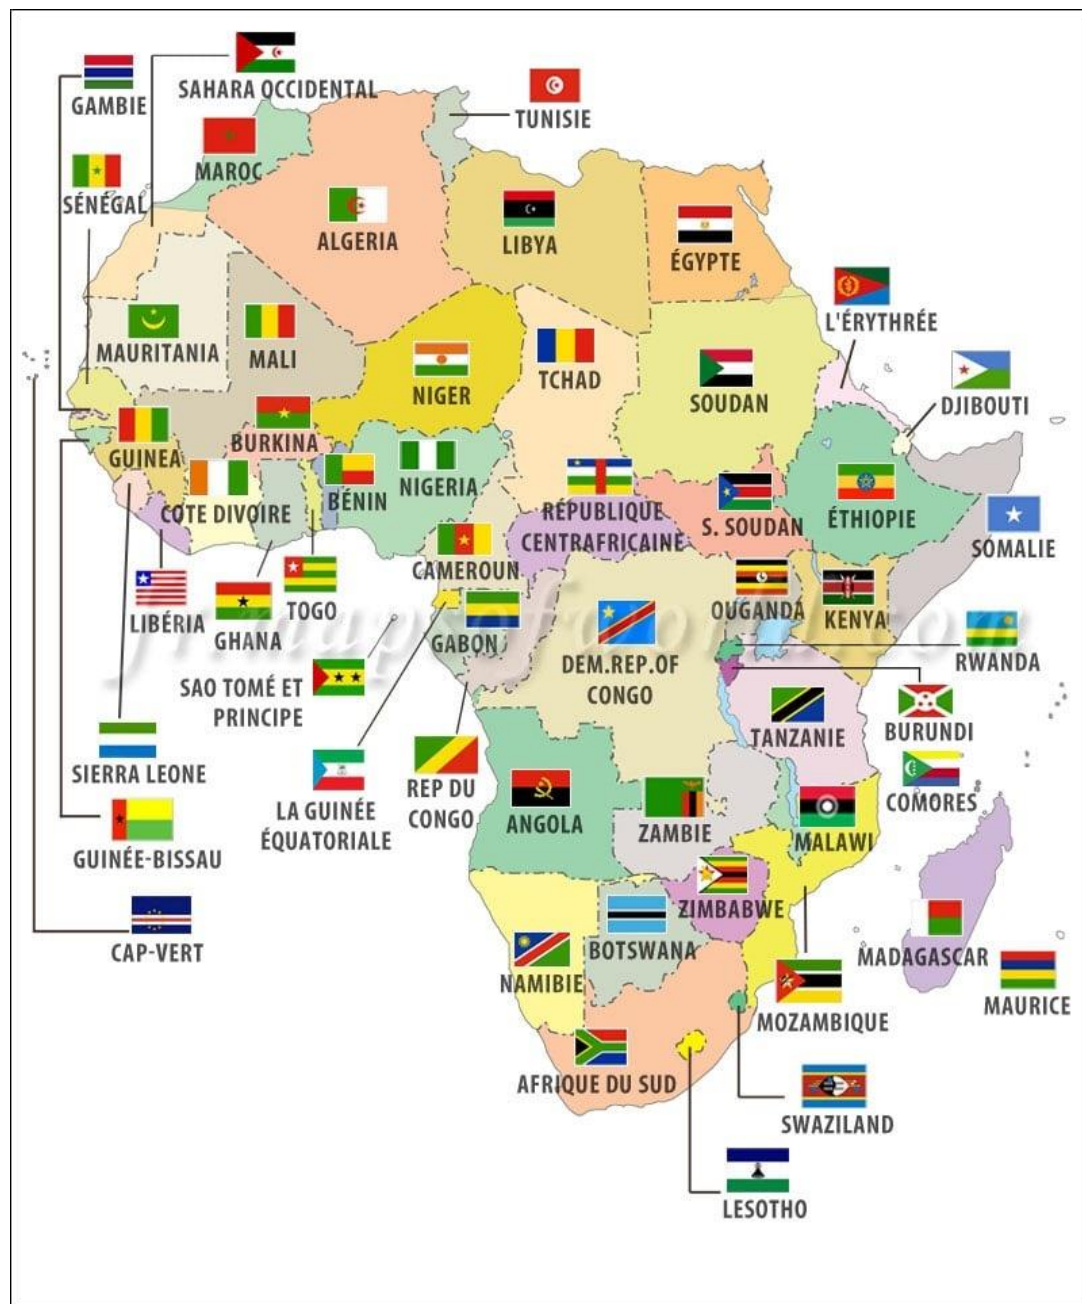 GAMBIE
SAHARA OCCIDENTAL
TUNISIE
MAROC
SÉNÉGAL
ALGERIA
LIBYA
ÉGYPTE
L'ÉRYTHRÉE
MAURITANIA
MALI
NIGER
TCHAD
SOUDAN
DJIBOUTI
GUINEA
BURKINA
BÉNIN
NIGERIA
RÉPUBLIQUE
CENTRAFRICAINE
S. SOUDAN
ÉTHIOPIE
SOMALIE
COTE DIVOIRE
CAMEROUN
LIBÉRIA
GHANA
TOGO
GABON
DEM.REP.OF
CONGO
OUGANDA
KENYA
RWANDA
frmapsofworld.com
SAO TOMÉ ET
PRINCIPE
TANZANIE
BURUNDI
SIERRA LEONE
LA GUINÉE
ÉQUATORIALE
REP DU
CONGO
ANGOLA
ZAMBIE
MALAWI
COMORES
GUINÉE-BISSAU
CAP-VERT
ZIMBABWE
BOTSWANA
NAMIBIE
MADAGASCAR
MAURICE
MOZAMBIQUE
AFRIQUE DU SUD
SWAZILAND
LESOTHO